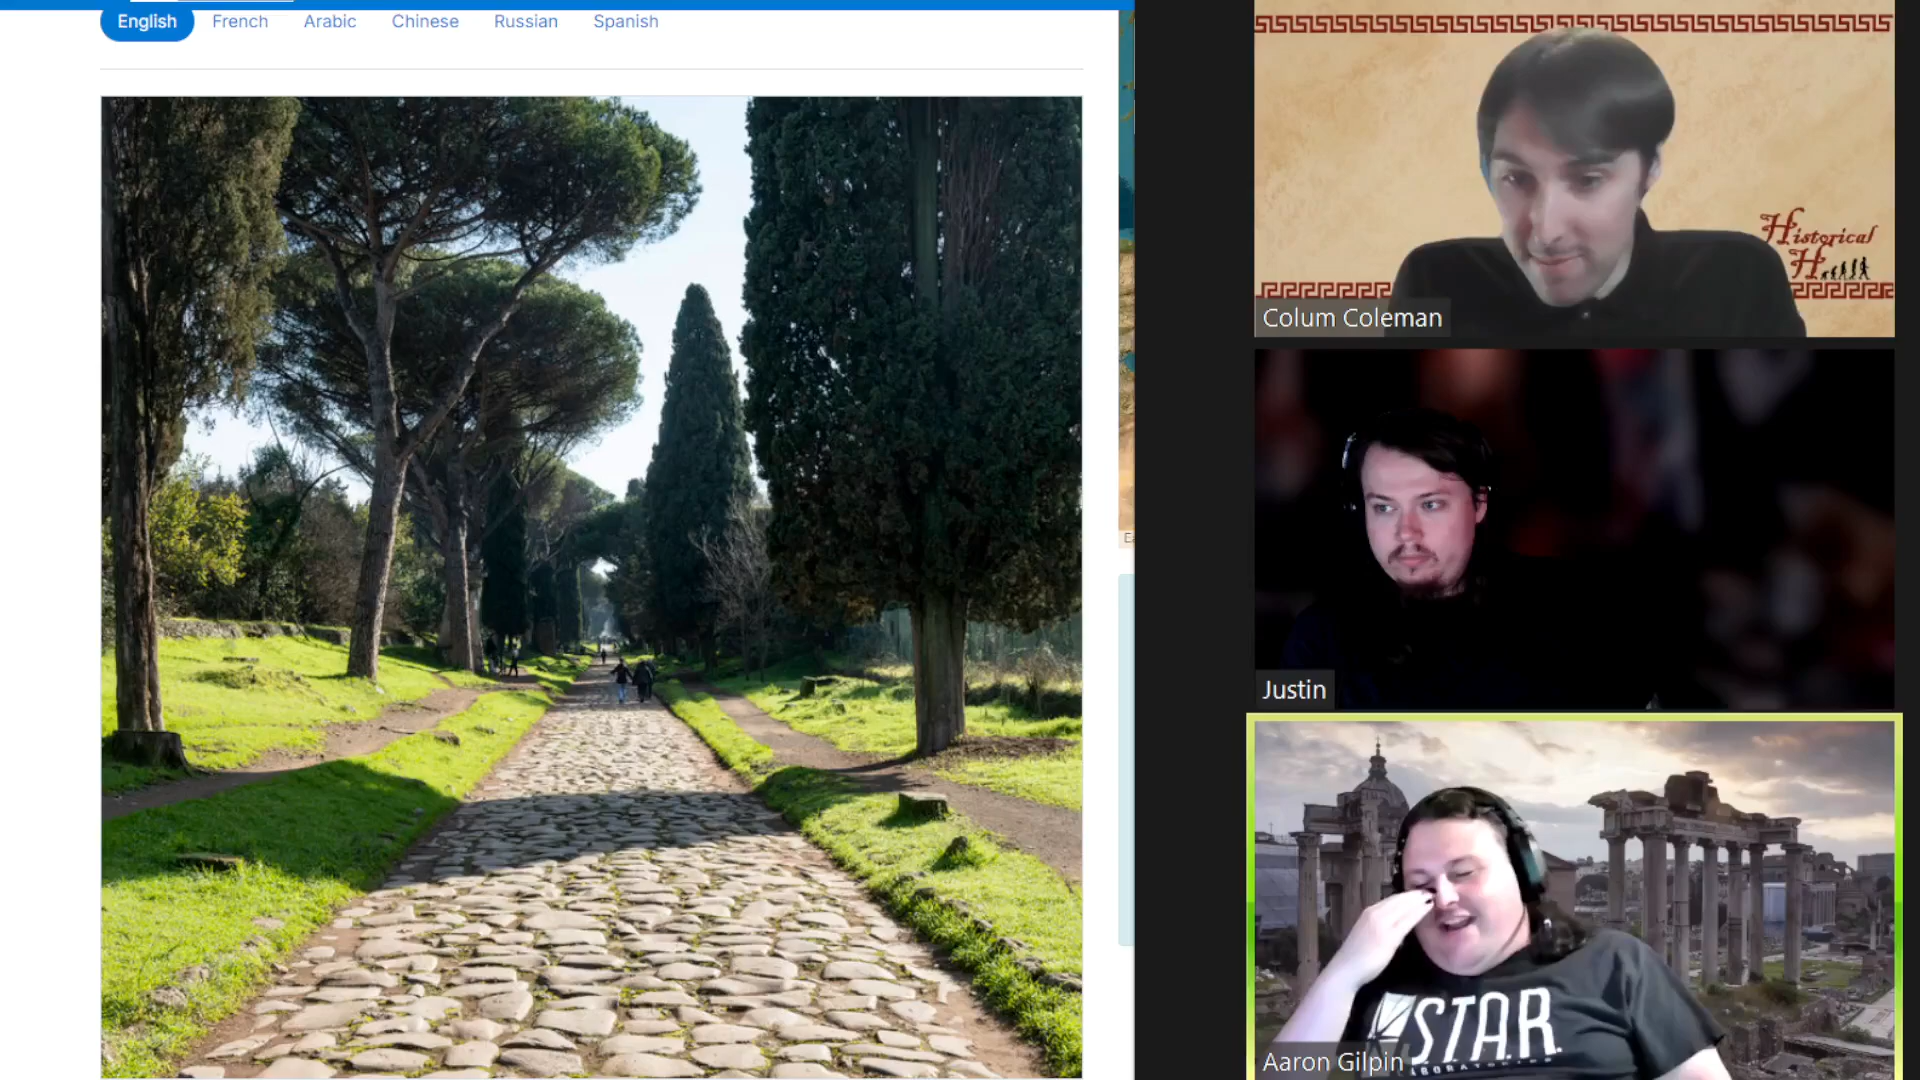 English French Arabic Chinese Russian Spanish
Historical
H
Colum Coleman
Justin
STAR
Aaron Gilpin